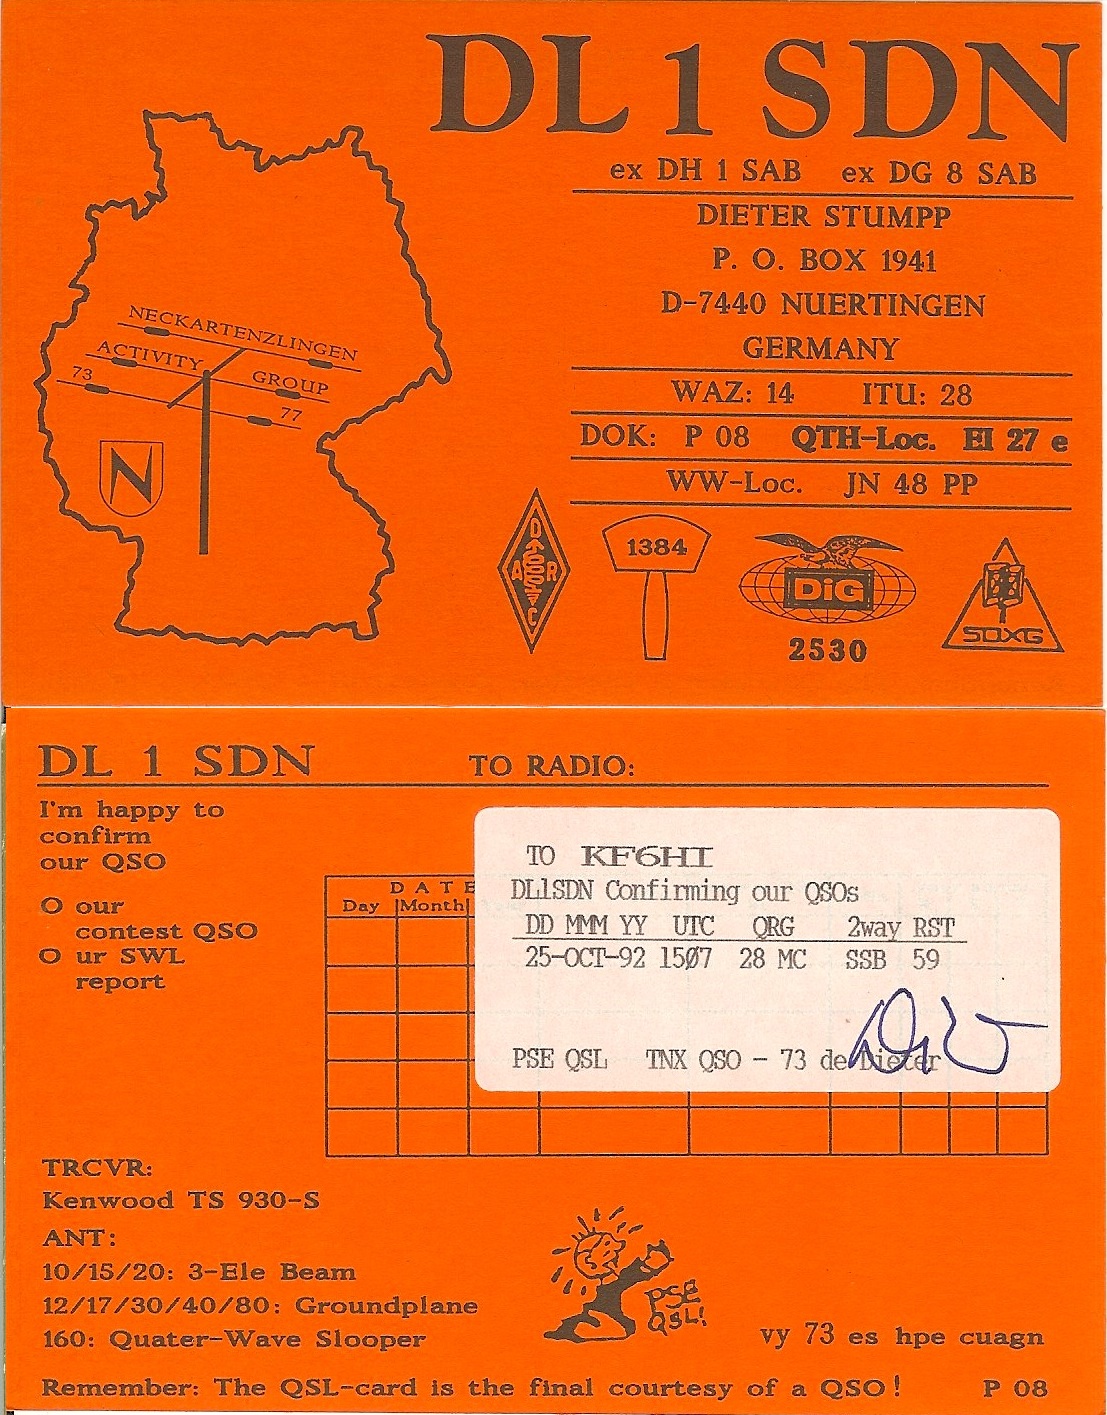 DL 1 SDN
ex DH 1 SAB ex DG 8 SAB
DIETER STUMPP
P. O. BOX 1941
D-7440 NUERTINGEN
GERMANY
WAZ: 14 ITU: 28
DOK: P 08 QTH-Loc. EI 27 e
WW-Loc. JN 48 PP
NECKARTENZLINGEN
ACTIVITY GROUP
73 77
N
D
A R
C
1384
DIG
2530
SOXG
DL 1 SDN TO RADIO:
I'm happy to
confirm
our QSO
O our
contest QSO
O ur SWL
report
DATE
Day Month
TO KF6HI
DL1SDN Confirming our QSOs
DD MMM YY UTC QRG 2way RST
25-OCT-92 15Ø7 28 MC SSB 59
PSE QSL TNX QSO - 73 de Dieter
TRCVR:
Kenwood TS 930-S
ANT:
10/15/20: 3-Ele Beam
12/17/30/40/80: Groundplane
160: Quater-Wave Slooper
PSE
QSL!
vy 73 es hpe cuagn
Remember: The QSL-card is the final courtesy of a QSO! P 08